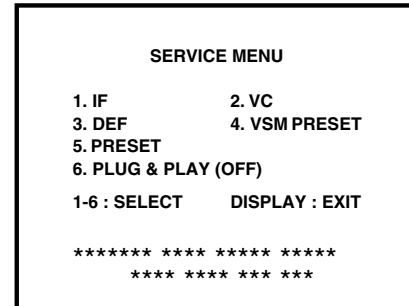 SERVICE MENU
1. IF 2. VC
3. DEF 4. VSM PRESET
5. PRESET
6. PLUG & PLAY (OFF)
1-6 : SELECT DISPLAY : EXIT
******* **** ***** *****
**** **** *** ***